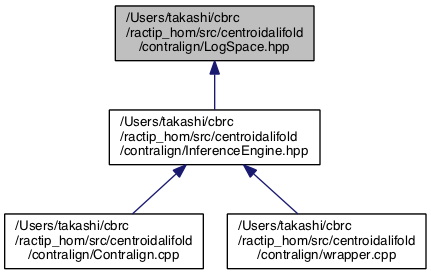 /Users/takashi/cbrc
/ractip_hom/src/centroidalifold
/contralign/LogSpace.hpp
/Users/takashi/cbrc
/ractip_hom/src/centroidalifold
/contralign/InferenceEngine.hpp
/Users/takashi/cbrc
/ractip_hom/src/centroidalifold
/contralign/Contralign.cpp
/Users/takashi/cbrc
/ractip_hom/src/centroidalifold
/contralign/wrapper.cpp